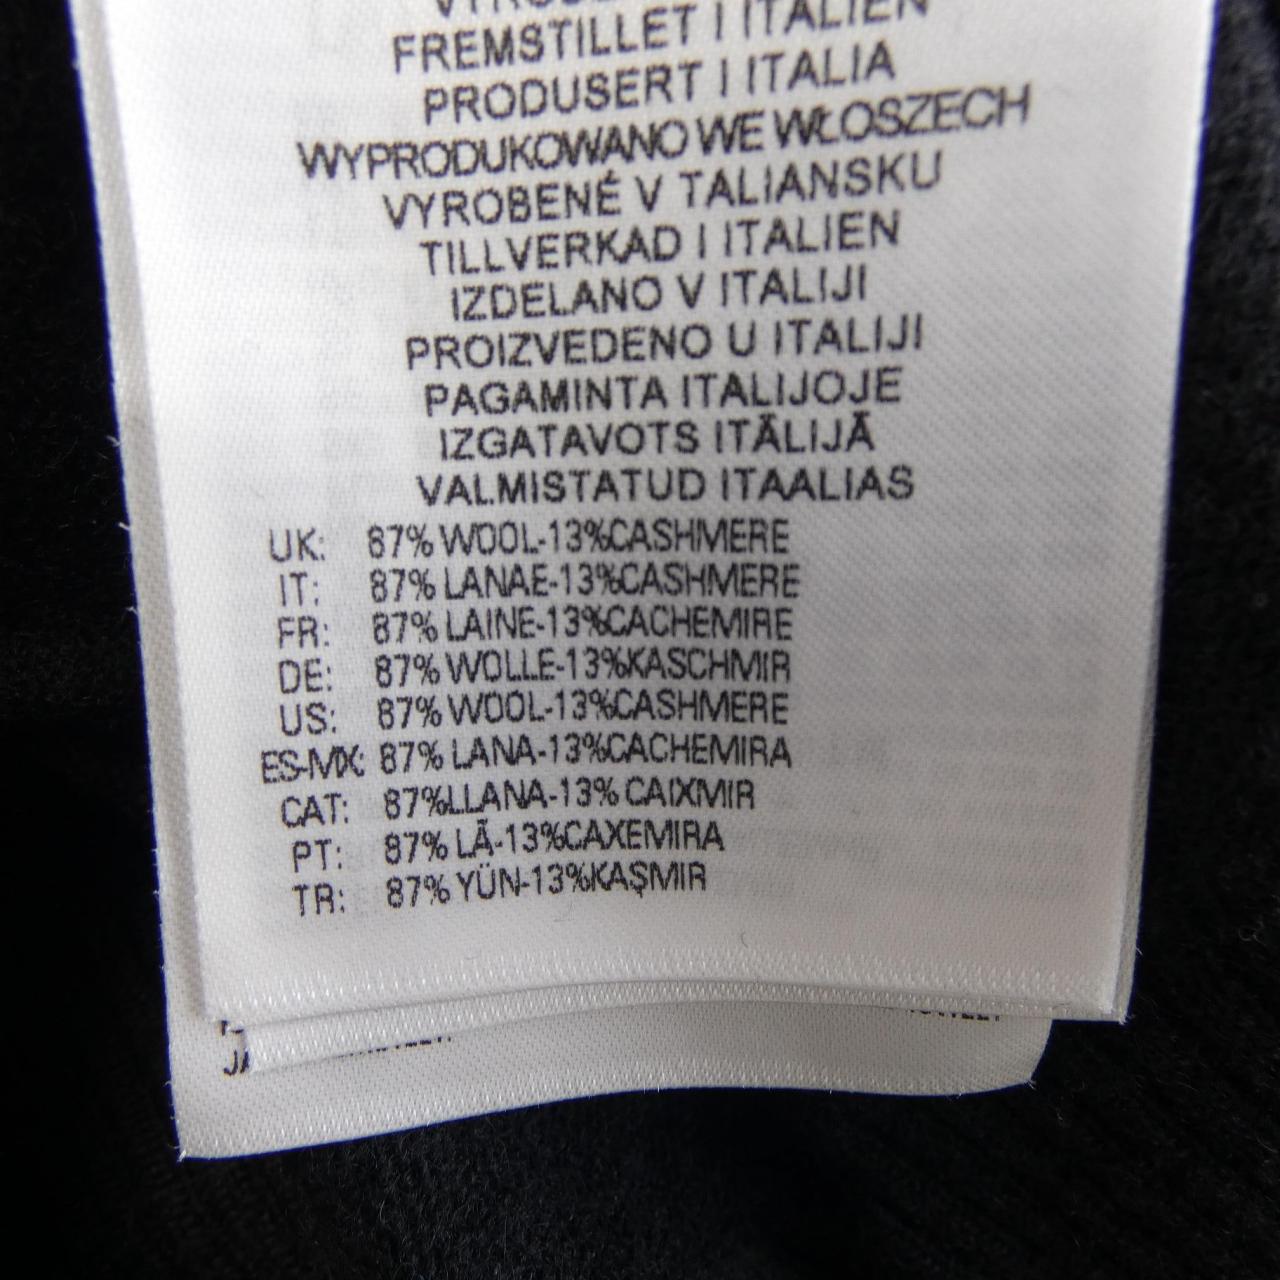 FREMSTILLET I ITALIEN
PRODUSERT I ITALIA
WYPRODUKOWANO WE WŁOSZECH
VYROBENÉ V TALIANSKU
TILLVERKAD I ITALIEN
IZDELANO V ITALIJI
PROIZVEDENO U ITALIJI
PAGAMINTA ITALIJOJE
IZGATAVOTS ITĀLIJĀ
VALMISTATUD ITAALIAS
UK: 87% WOOL-13%CASHMERE
IT: 87% LANAE-13%CASHMERE
FR: 87% LAINE-13%CACHEMIRE
DE: 87% WOLLE-13%KASCHMIR
US: 87% WOOL-13%CASHMERE
ES-MX: 87% LANA-13%CACHEMIRA
CAT: 87%LLANA-13% CAIXMIR
PT: 87% LÃ-13%CAXEMIRA
TR: 87% YÜN-13%KAŞMIR